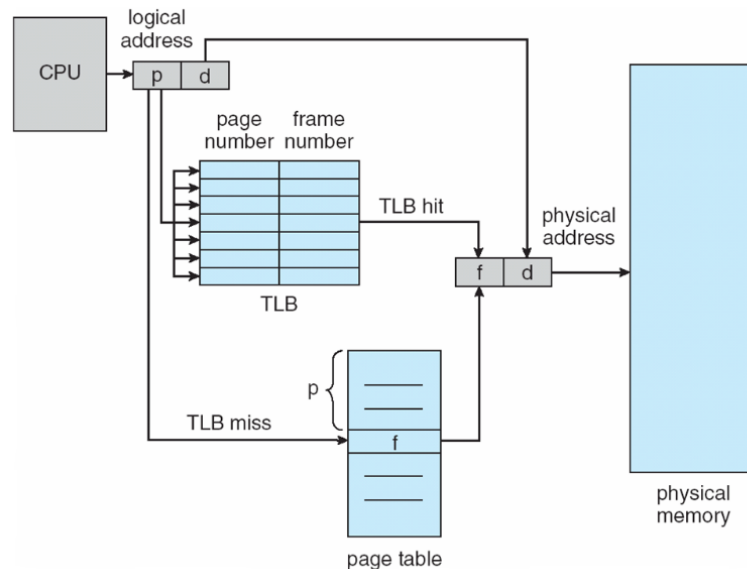 logical
address
CPU
p
d
page
number
frame
number
TLB hit
physical
address
f
d
TLB
p
TLB miss
f
physical
memory
page table